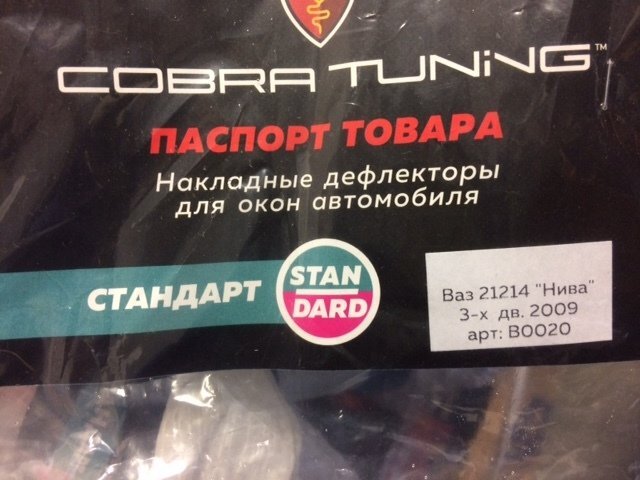 COBRA TUNiNG™
ПАСПОРТ ТОВАРА
Накладные дефлекторы
для окон автомобиля
СТАНДАРТ
STAN
DARD
Ваз 21214 "Нива"
3-х дв. 2009
арт: B0020